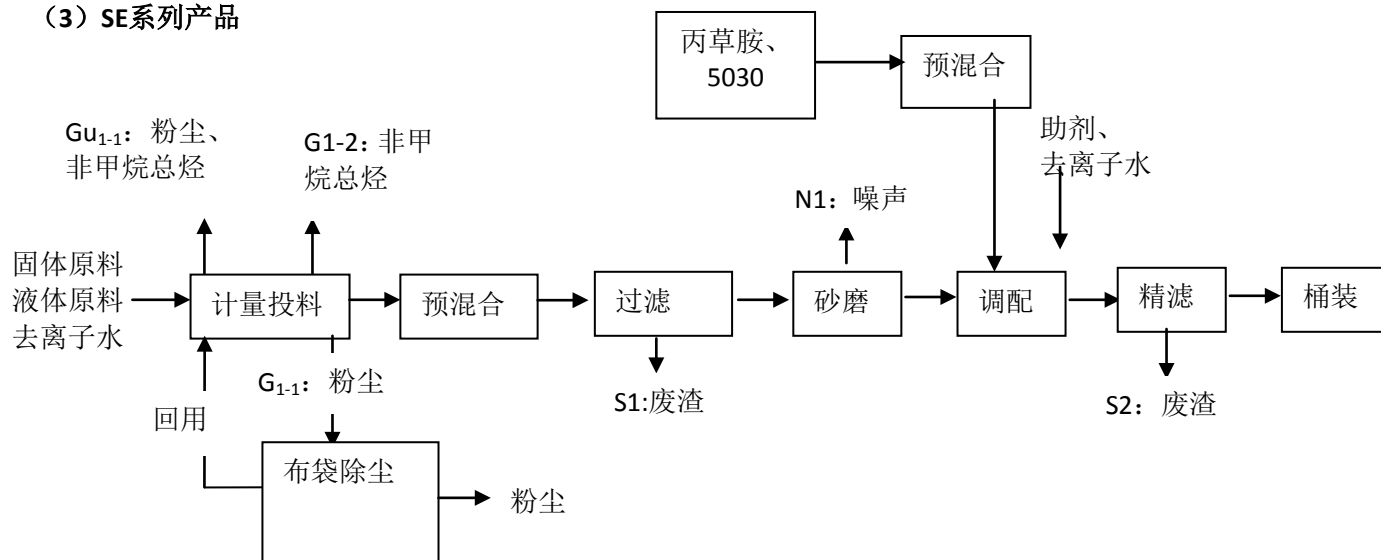 （3）SE系列产品
丙草胺、
5030
预混合
Gu1-1：粉尘、
非甲烷总烃
G1-2：非甲
烷总烃
助剂、
去离子水
N1：噪声
固体原料
液体原料
去离子水
计量投料
预混合
过滤
砂磨
调配
精滤
桶装
G1-1：粉尘
S1:废渣
S2：废渣
回用
布袋除尘
粉尘